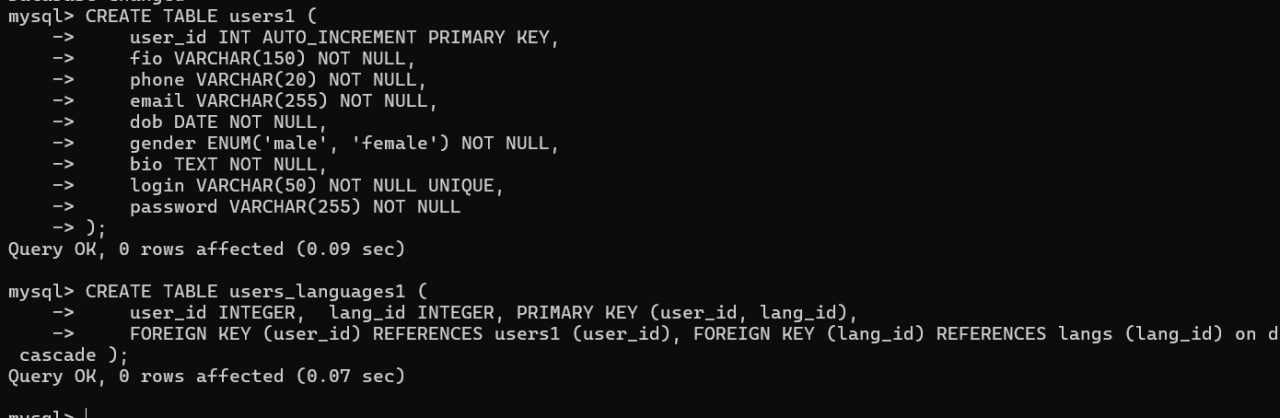 mysql> CREATE TABLE users1 (
    ->     user_id INT AUTO_INCREMENT PRIMARY KEY,
    ->     fio VARCHAR(150) NOT NULL,
    ->     phone VARCHAR(20) NOT NULL,
    ->     email VARCHAR(255) NOT NULL,
    ->     dob DATE NOT NULL,
    ->     gender ENUM('male', 'female') NOT NULL,
    ->     bio TEXT NOT NULL,
    ->     login VARCHAR(50) NOT NULL UNIQUE,
    ->     password VARCHAR(255) NOT NULL
    -> );
Query OK, 0 rows affected (0.09 sec)

mysql> CREATE TABLE users_languages1 (
    ->     user_id INTEGER,  lang_id INTEGER, PRIMARY KEY (user_id, lang_id),
    ->     FOREIGN KEY (user_id) REFERENCES users1 (user_id), FOREIGN KEY (lang_id) REFERENCES langs (lang_id) on d
 cascade );
Query OK, 0 rows affected (0.07 sec)

mysql>